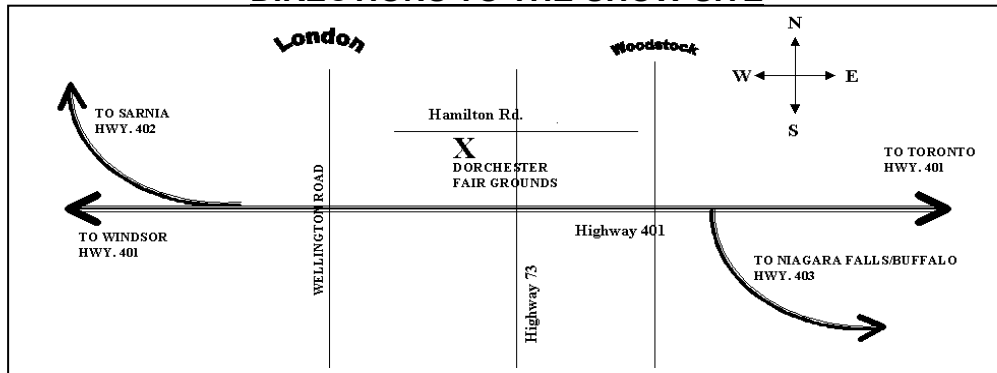 DIRECTIONS TO THE SHOW SITE
London
Woodstock
N
W
E
S
TO SARNIA
HWY. 402
Hamilton Rd.
X
DORCHESTER
FAIR GROUNDS
TO TORONTO
HWY. 401
WELLINGTON ROAD
TO WINDSOR
HWY. 401
Highway 401
Highway 73
TO NIAGARA FALLS/BUFFALO
HWY. 403